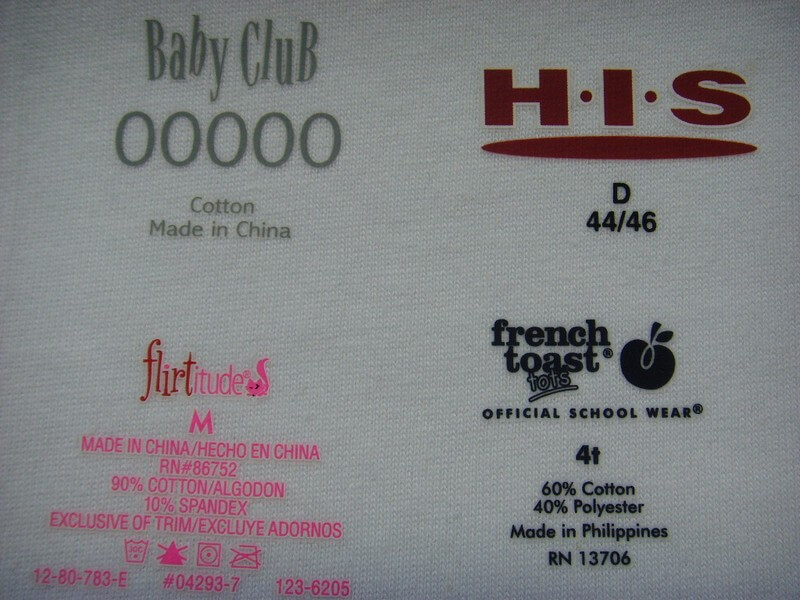 Baby CluB
00000
Cotton
Made in China
H·I·S
D
44/46
flirtitude®
M
MADE IN CHINA/HECHO EN CHINA
RN#86752
90% COTTON/ALGODON
10% SPANDEX
EXCLUSIVE OF TRIM/EXCLUYE ADORNOS
12-80-783-E #04293-7 123-6205
french
toast®
tots
OFFICIAL SCHOOL WEAR®
4t
60% Cotton
40% Polyester
Made in Philippines
RN 13706